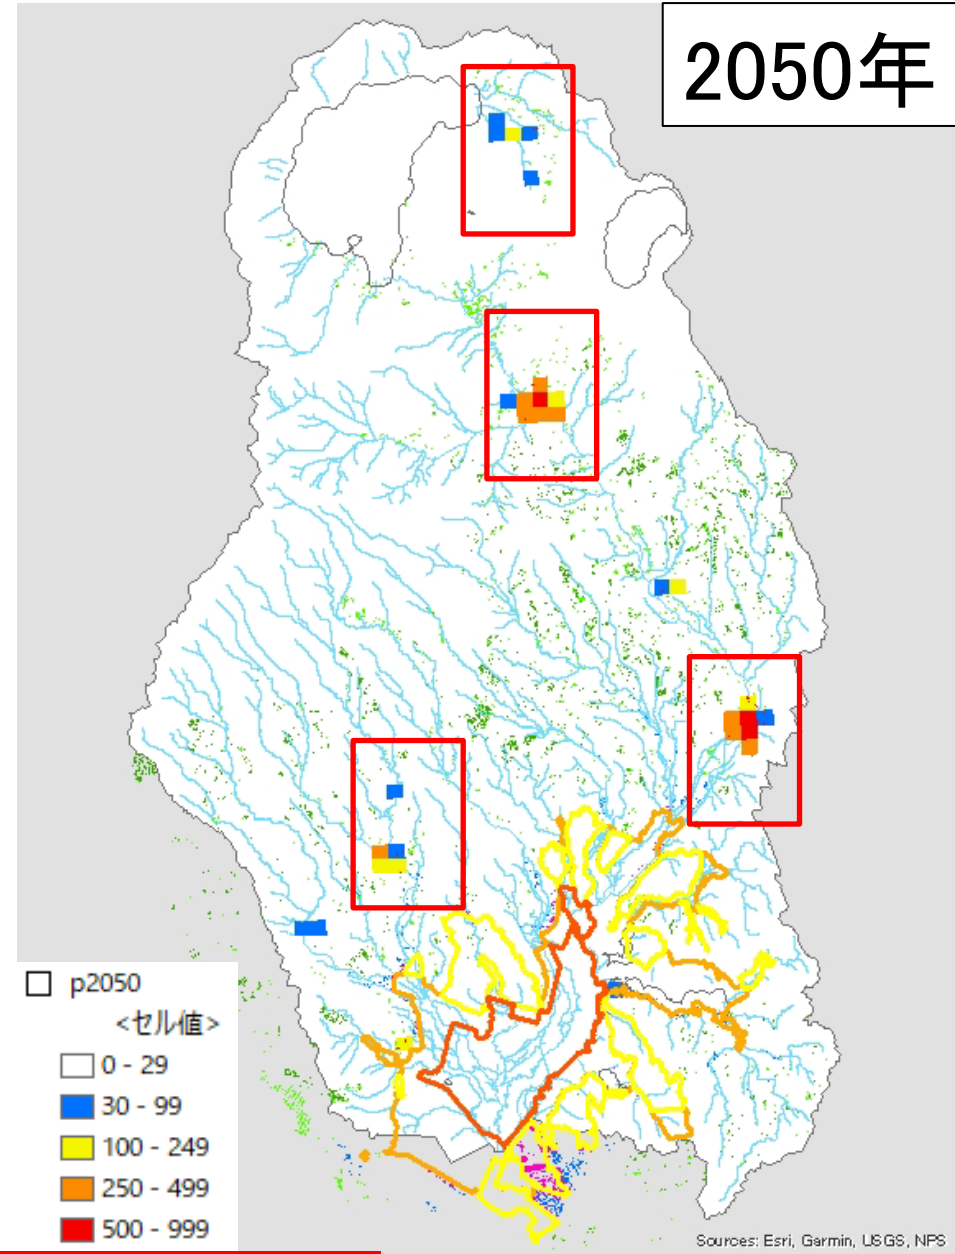 2050年
p2050
<セル値>
0 - 29
30 - 99
100 - 249
250 - 499
500 - 999
Sources: Esri, Garmin, USGS, NPS